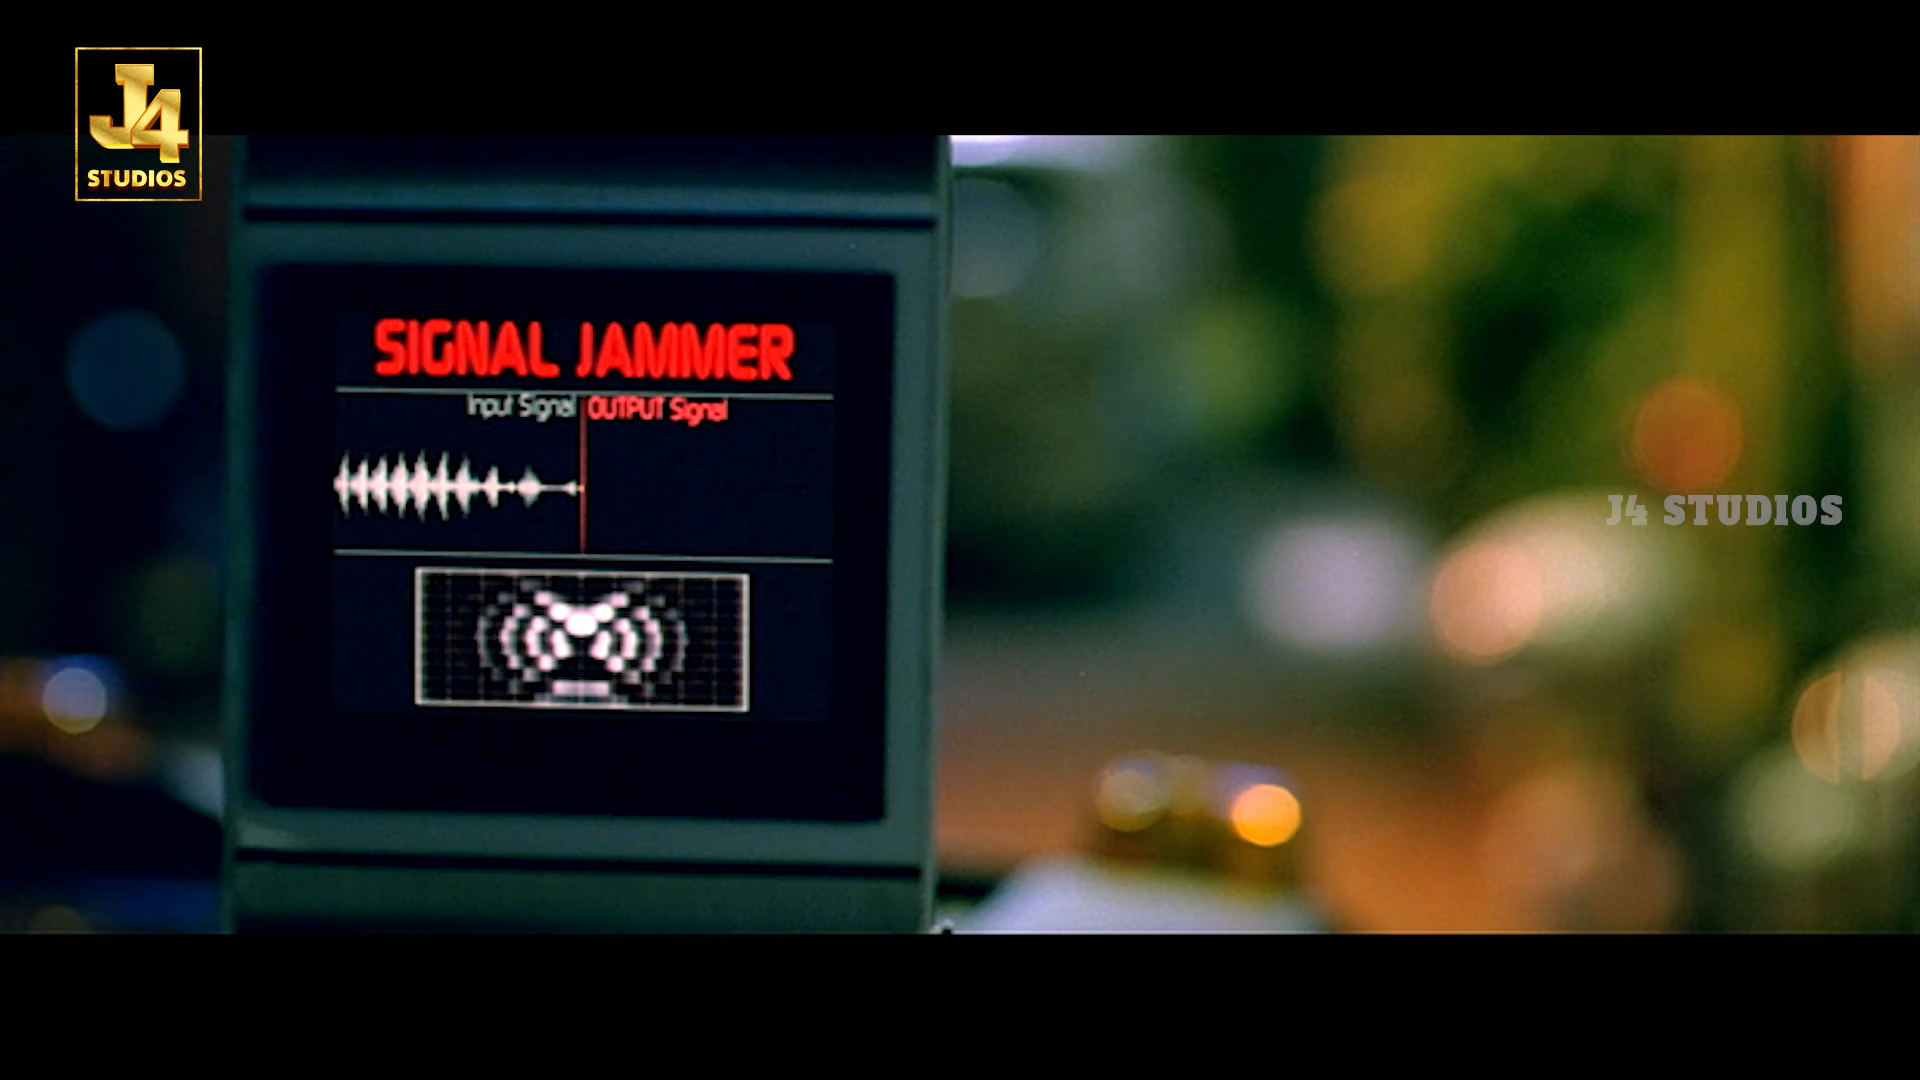 J4
STUDIOS
SIGNAL JAMMER
Input Signal
OUTPUT Signal
J4 STUDIOS